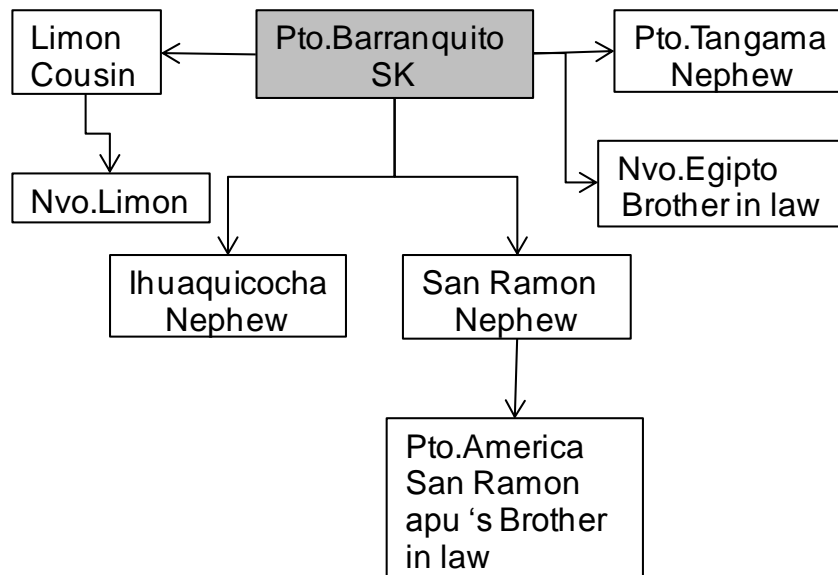 Limon
Cousin
Pto.Barranquito
SK
Pto.Tangama
Nephew
Nvo.Limon
Nvo.Egipto
Brother in law
Ihuaquicocha
Nephew
San Ramon
Nephew
Pto.America
San Ramon
apu ‘s Brother
in law